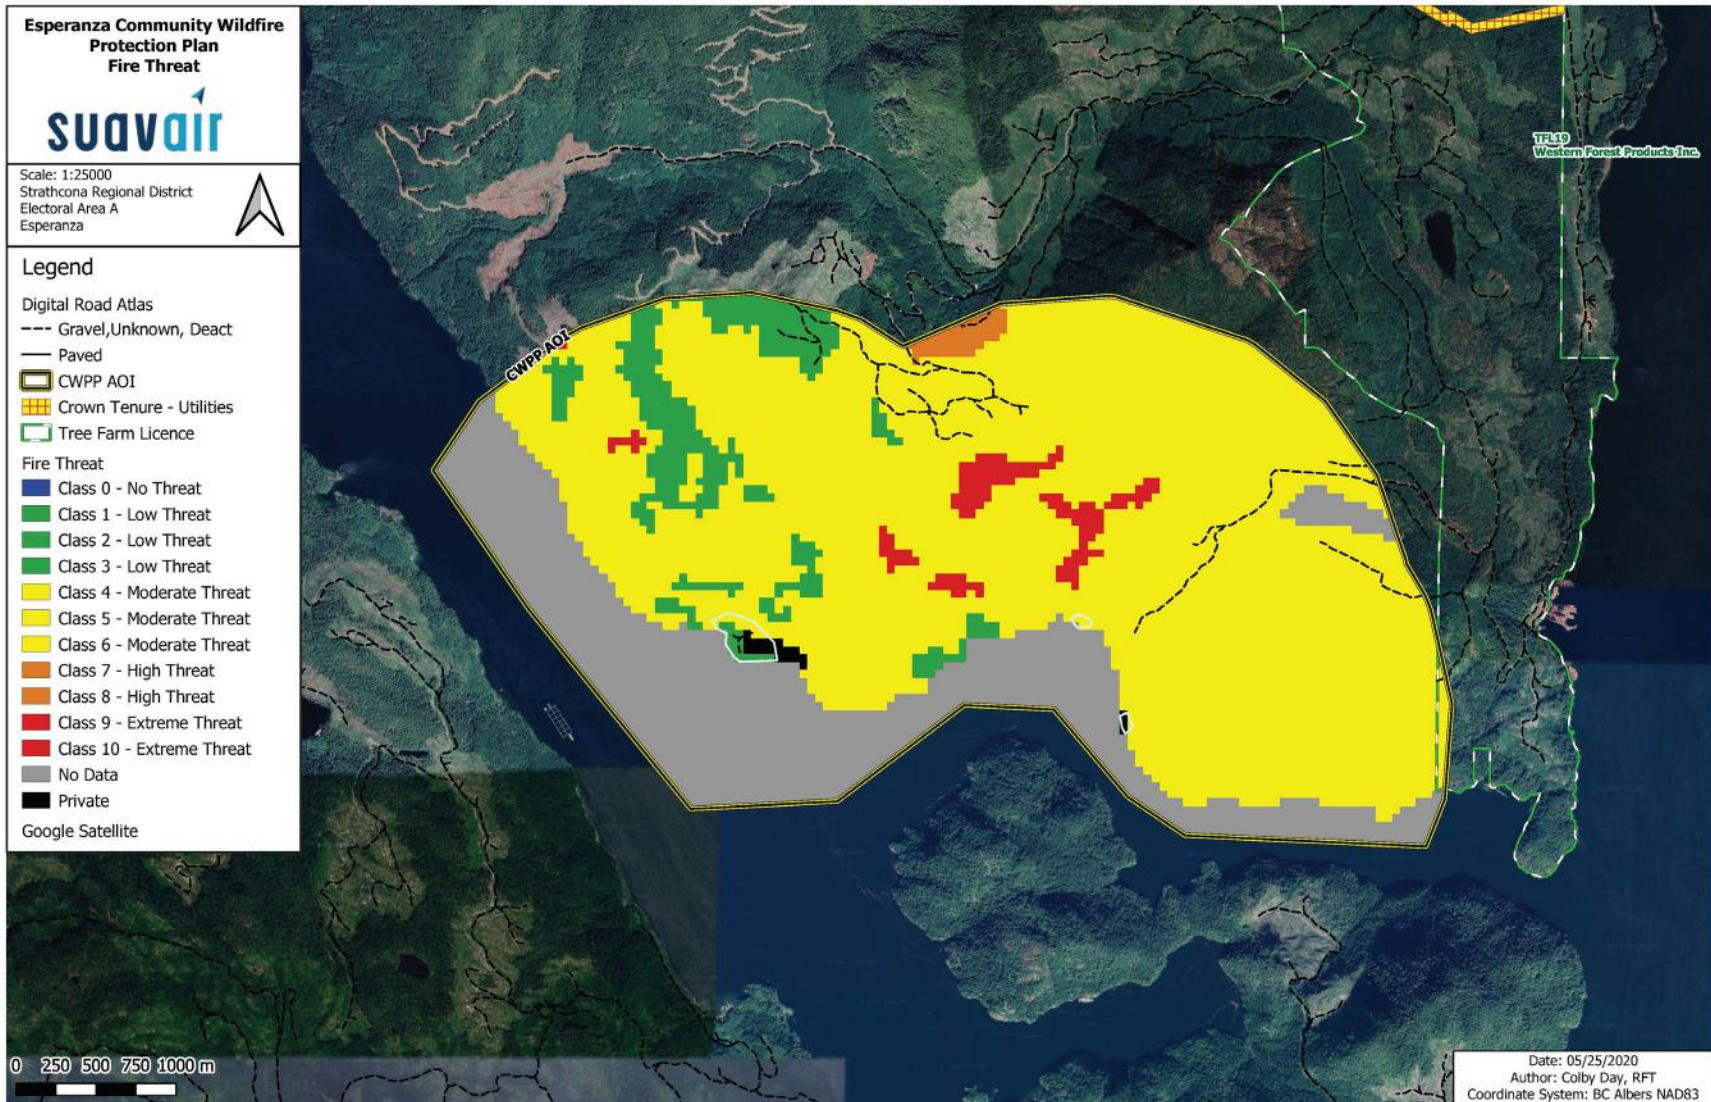 Esperanza Community Wildfire
Protection Plan
Fire Threat
suavair
Scale: 1:25000
Strathcona Regional District
Electoral Area A
Esperanza
Legend
Digital Road Atlas
Gravel,Unknown, Deact
Paved
CWPP AOI
Crown Tenure - Utilities
Tree Farm Licence
Fire Threat
Class 0 - No Threat
Class 1 - Low Threat
Class 2 - Low Threat
Class 3 - Low Threat
Class 4 - Moderate Threat
Class 5 - Moderate Threat
Class 6 - Moderate Threat
Class 7 - High Threat
Class 8 - High Threat
Class 9 - Extreme Threat
Class 10 - Extreme Threat
No Data
Private
Google Satellite
CWPP AOI
TFL19
Western Forest Products Inc.
0 250 500 750 1000 m
Date: 05/25/2020
Author: Colby Day, RFT
Coordinate System: BC Albers NAD83